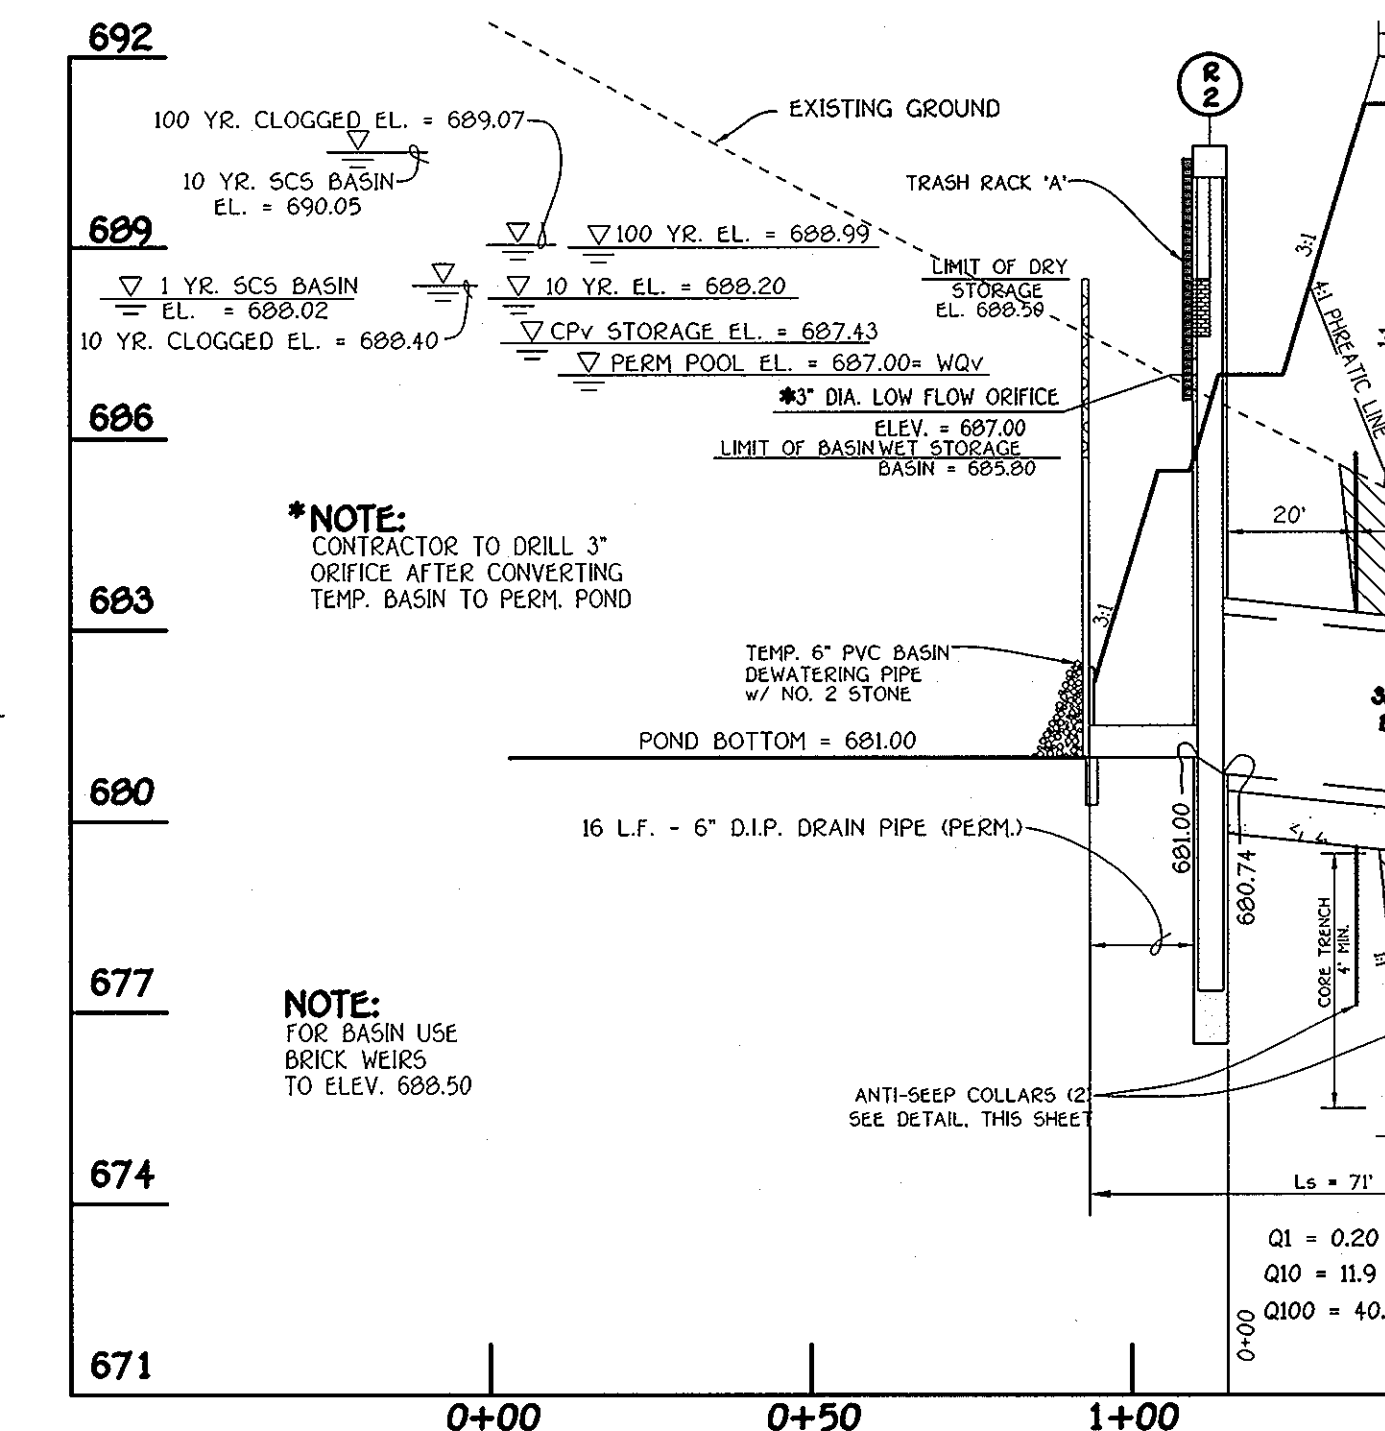 692
R
2
EXISTING GROUND
100 YR. CLOGGED EL. = 689.07
10 YR. SCS BASIN
EL. = 690.05
TRASH RACK 'A'
689
100 YR. EL. = 688.99
3:1
LIMIT OF DRY
STORAGE
EL. 688.50
1 YR. SCS BASIN
EL. = 688.02
10 YR. EL. = 688.20
10 YR. CLOGGED EL. = 688.40
CPv STORAGE EL. = 687.43
PERM POOL EL. = 687.00= WQv
4:1 PHREATIC LINE
*3" DIA. LOW FLOW ORIFICE
ELEV. = 687.00
686
LIMIT OF BASIN WET STORAGE
BASIN = 685.80
*NOTE:
CONTRACTOR TO DRILL 3"
ORIFICE AFTER CONVERTING
TEMP. BASIN TO PERM. POND
20'
683
3:1
TEMP. 6" PVC BASIN
DEWATERING PIPE
w/ NO. 2 STONE
POND BOTTOM = 681.00
680
16 L.F. - 6" D.I.P. DRAIN PIPE (PERM.)
681.00
680.74
CORE TRENCH
4' MIN.
1:1
677
NOTE:
FOR BASIN USE
BRICK WEIRS
TO ELEV. 688.50
ANTI-SEEP COLLARS (2
SEE DETAIL, THIS SHEET
674
Ls = 71'
Q1 = 0.20
Q10 = 11.9
Q100 = 40.
0+00
671
0+00
0+50
1+00